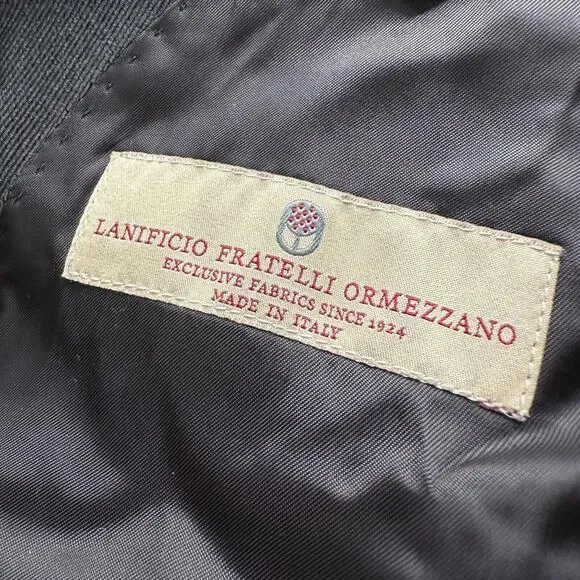 LANIFICIO FRATELLI ORMEZZANO
EXCLUSIVE FABRICS SINCE 1924
MADE IN ITALY